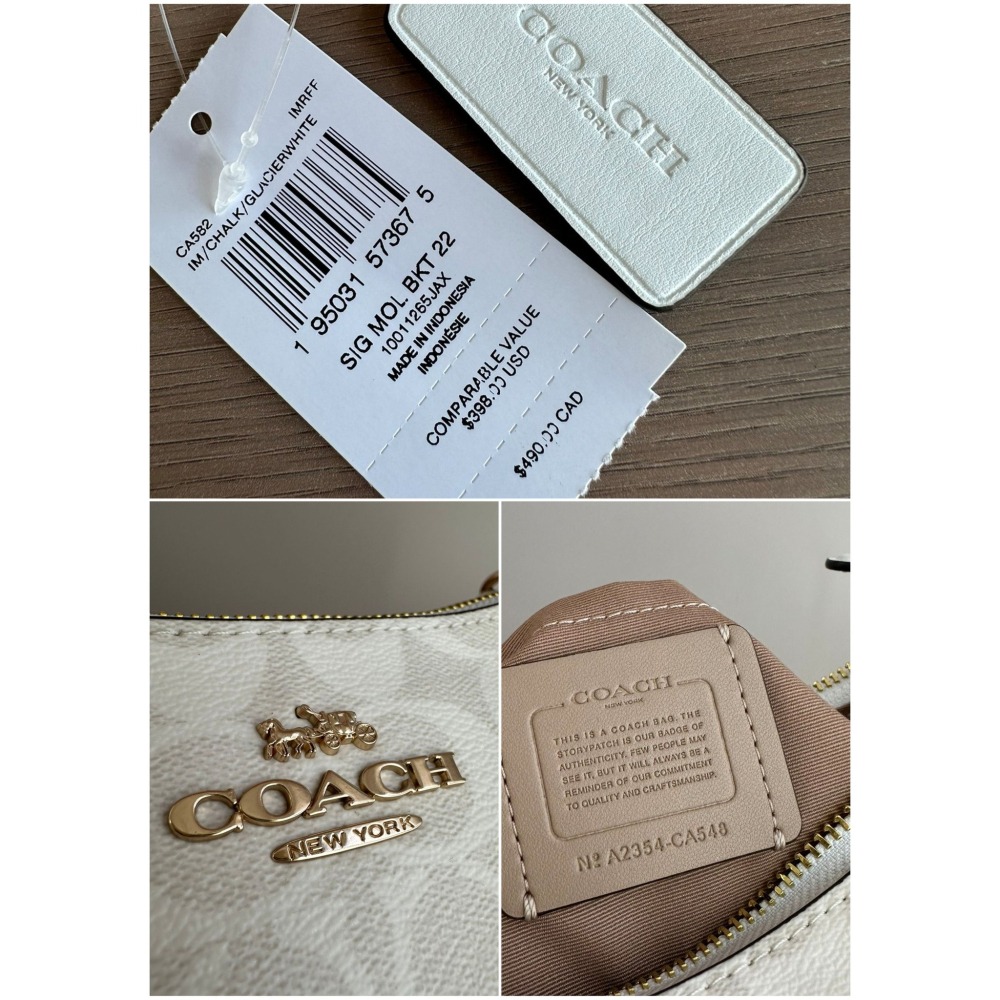 COACH
NEW YORK
CA582
IMRFF
IM/CHALK/GLACIERWHITE
1 95031 57367 5
SIG MOL BKT 22
10011265JAX
MADE IN INDONESIA
INDONÉSIE
COMPARABLE VALUE
$398.00 USD
$490.00 CAD
COACH
NEW YORK
COACH
NEW YORK
THIS IS A COACH BAG. THE
STORYPATCH IS OUR BADGE OF
AUTHENTICITY. FEW PEOPLE MAY
SEE IT, BUT IT WILL ALWAYS BE A
REMINDER OF OUR COMMITMENT
TO QUALITY AND CRAFTSMANSHIP.
Nº A2354-CA548